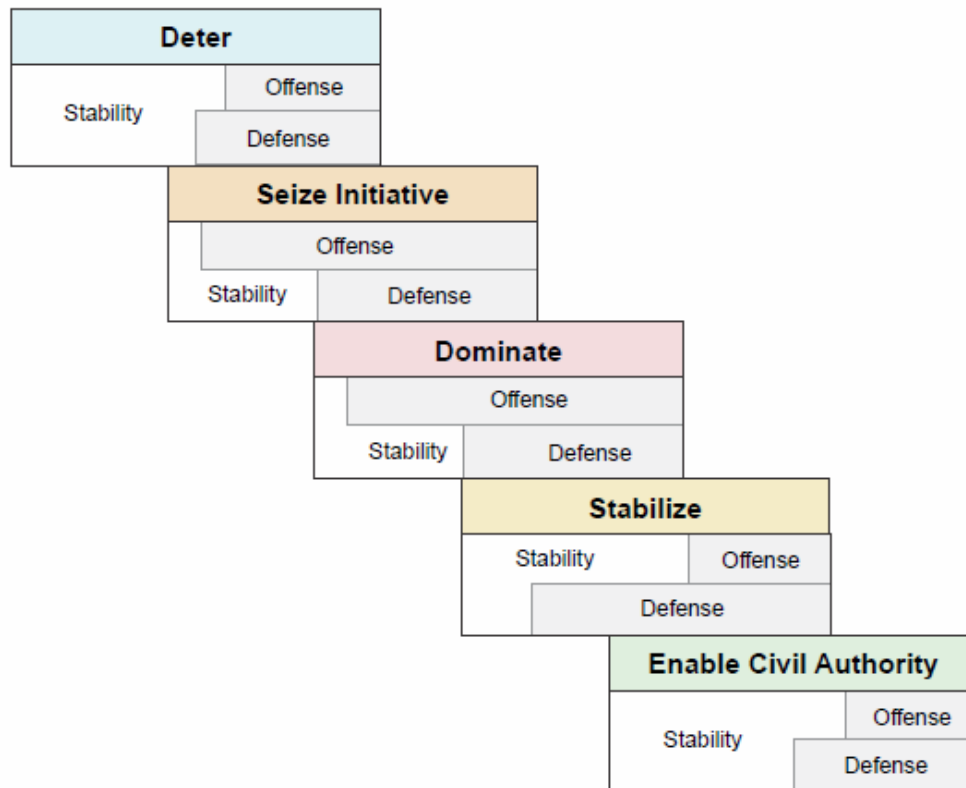 Deter
Offense
Stability
Defense
Seize Initiative
Offense
Stability
Defense
Dominate
Offense
Stability
Defense
Stabilize
Stability
Offense
Defense
Enable Civil Authority
Offense
Stability
Defense